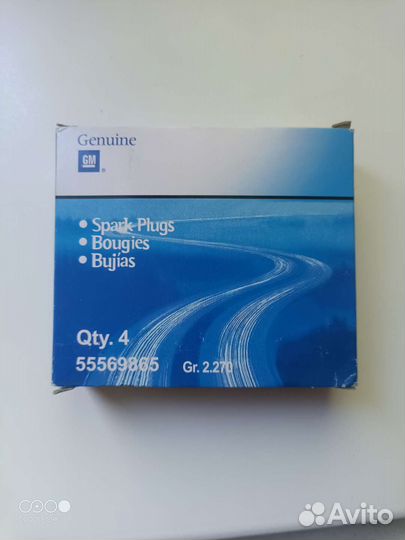 Genuine
GM
®
• Spark Plugs
• Bougies
• Bujías
Qty. 4
55569865 Gr. 2.270
Avito